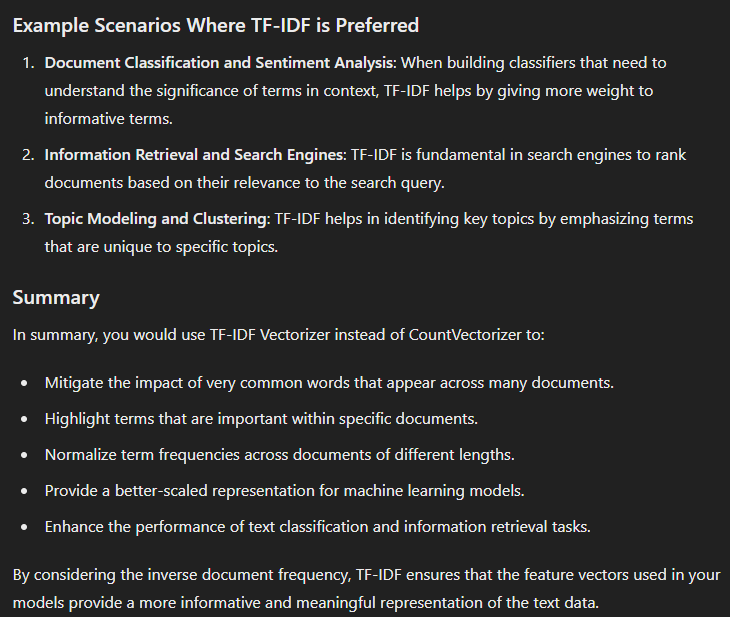 Example Scenarios Where TF-IDF is Preferred
1. Document Classification and Sentiment Analysis: When building classifiers that need to
understand the significance of terms in context, TF-IDF helps by giving more weight to
informative terms.
2. Information Retrieval and Search Engines: TF-IDF is fundamental in search engines to rank
documents based on their relevance to the search query.
3. Topic Modeling and Clustering: TF-IDF helps in identifying key topics by emphasizing terms
that are unique to specific topics.
Summary
In summary, you would use TF-IDF Vectorizer instead of CountVectorizer to:
• Mitigate the impact of very common words that appear across many documents.
• Highlight terms that are important within specific documents.
• Normalize term frequencies across documents of different lengths.
• Provide a better-scaled representation for machine learning models.
• Enhance the performance of text classification and information retrieval tasks.
By considering the inverse document frequency, TF-IDF ensures that the feature vectors used in your
models provide a more informative and meaningful representation of the text data.